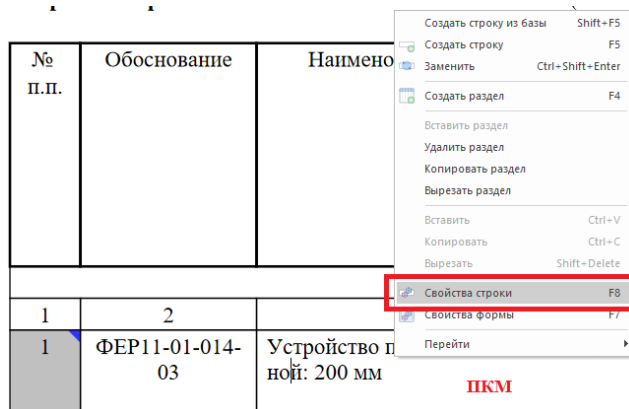 Создать строку из базы Shift+F5
№ п.п. Обоснование Наимено
Создать строку F5
Заменить Ctrl+Shift+Enter
Создать раздел F4
Вставить раздел
Удалить раздел
Копировать раздел
Вырезать раздел
Вставить Ctrl+V
Копировать Ctrl+C
Вырезать Shift+Delete
Свойства строки F8
1 2
Свойства формы F7
1 ФЕР11-01-014- Устройство п
Перейти
03 ной: 200 мм
ПКМ